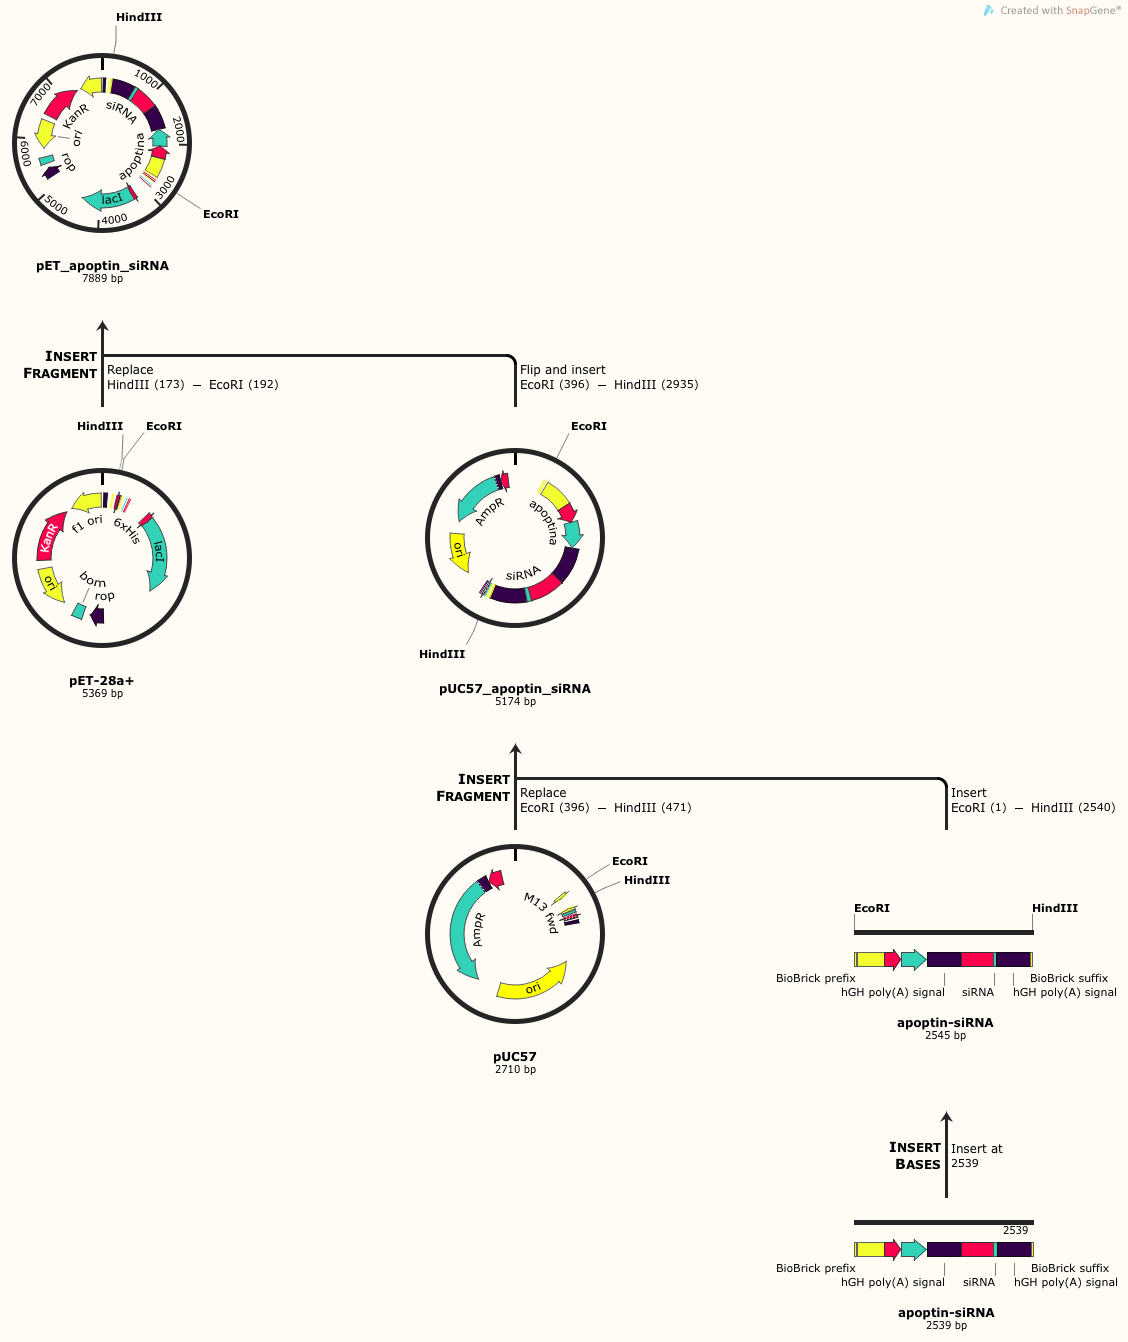 Created with SnapGene®
HindIII
1000
2000
3000
4000
5000
6000
7000
siRNA
apoptina
lacI
rop
ori
KanR
EcoRI
pET_apoptin_siRNA
7889 bp
INSERT
FRAGMENT
Replace
HindIII (173) – EcoRI (192)
Flip and insert
EcoRI (396) – HindIII (2935)
HindIII
EcoRI
f1 ori
6xHis
KanR
lacI
ori
bom
rop
pET-28a+
5369 bp
EcoRI
AmpR
apoptina
ori
siRNA
HindIII
pUC57_apoptin_siRNA
5174 bp
INSERT
FRAGMENT
Replace
EcoRI (396) – HindIII (471)
Insert
EcoRI (1) – HindIII (2540)
EcoRI
HindIII
M13 fwd
AmpR
ori
pUC57
2710 bp
EcoRI
HindIII
BioBrick prefix
BioBrick suffix
hGH poly(A) signal
siRNA
hGH poly(A) signal
apoptin-siRNA
2545 bp
INSERT
BASES
Insert at
2539
2539
BioBrick prefix
BioBrick suffix
hGH poly(A) signal
siRNA
hGH poly(A) signal
apoptin-siRNA
2539 bp